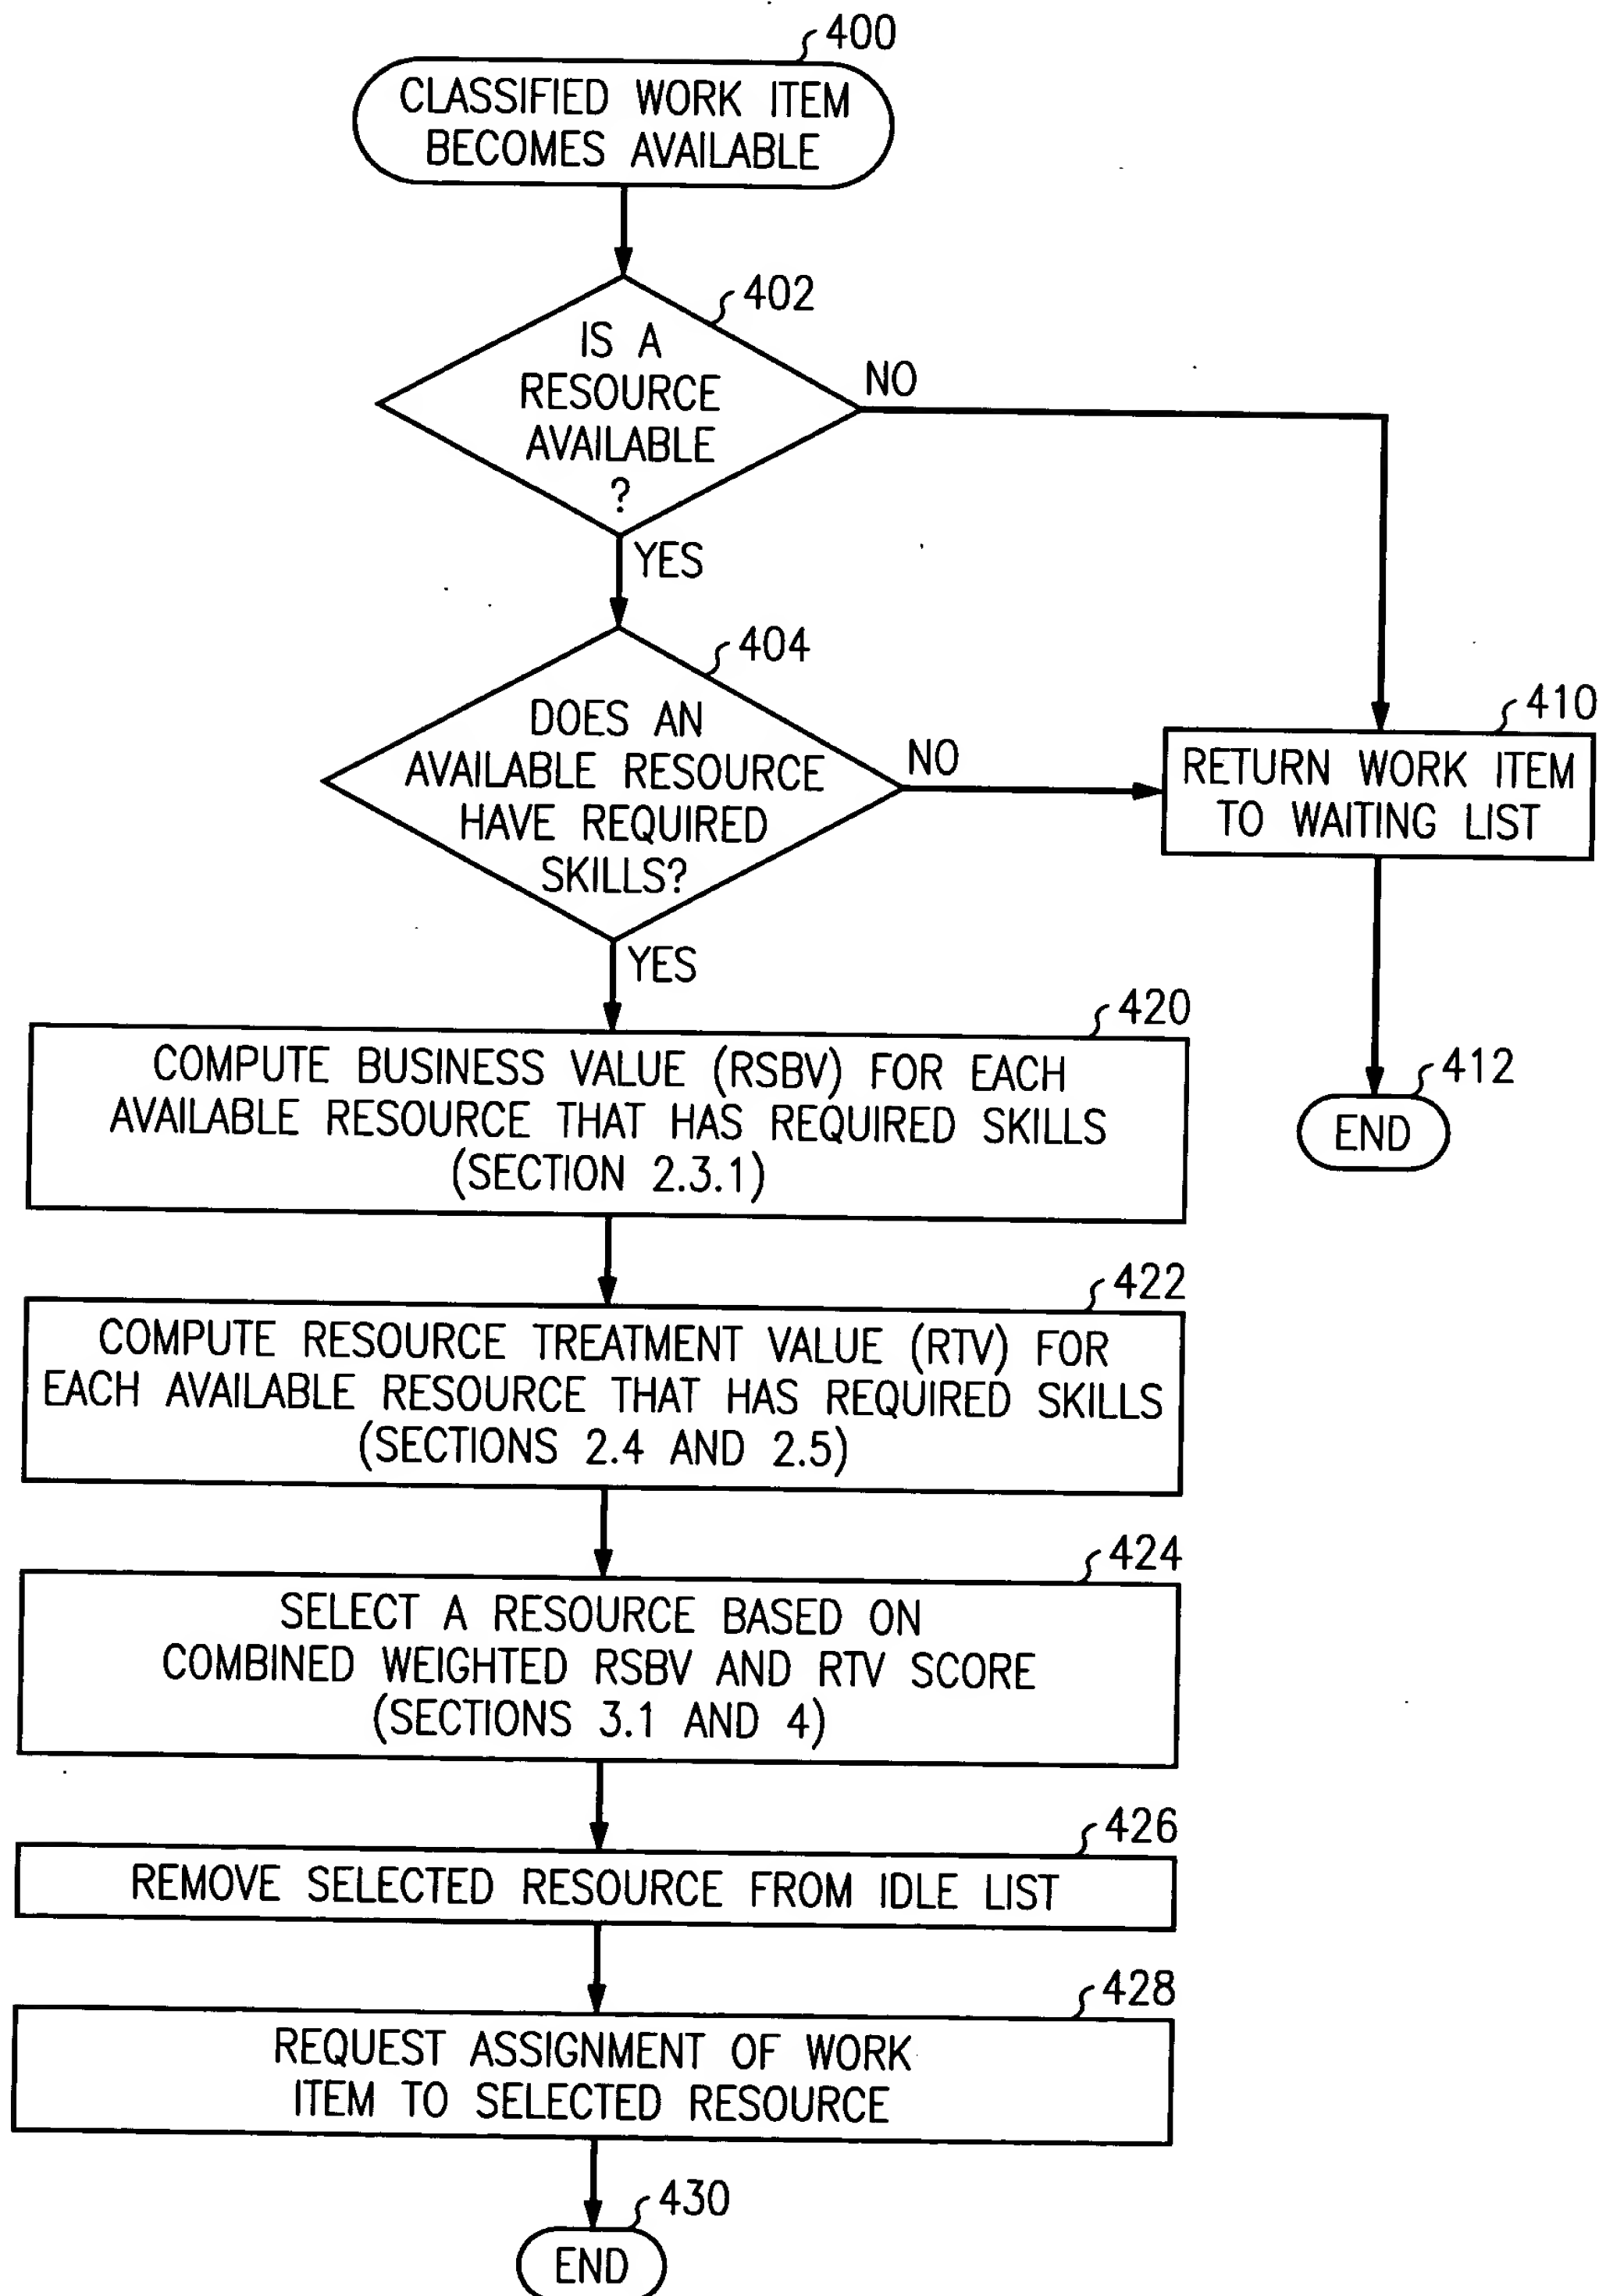 400
CLASSIFIED WORK ITEM
BECOMES AVAILABLE
402
IS A
RESOURCE
AVAILABLE
?
NO
YES
404
DOES AN
AVAILABLE RESOURCE
HAVE REQUIRED
SKILLS?
NO
410
RETURN WORK ITEM
TO WAITING LIST
YES
412
END
420
COMPUTE BUSINESS VALUE (RSBV) FOR EACH
AVAILABLE RESOURCE THAT HAS REQUIRED SKILLS
(SECTION 2.3.1)
422
COMPUTE RESOURCE TREATMENT VALUE (RTV) FOR
EACH AVAILABLE RESOURCE THAT HAS REQUIRED SKILLS
(SECTIONS 2.4 AND 2.5)
424
SELECT A RESOURCE BASED ON
COMBINED WEIGHTED RSBV AND RTV SCORE
(SECTIONS 3.1 AND 4)
426
REMOVE SELECTED RESOURCE FROM IDLE LIST
428
REQUEST ASSIGNMENT OF WORK
ITEM TO SELECTED RESOURCE
430
END